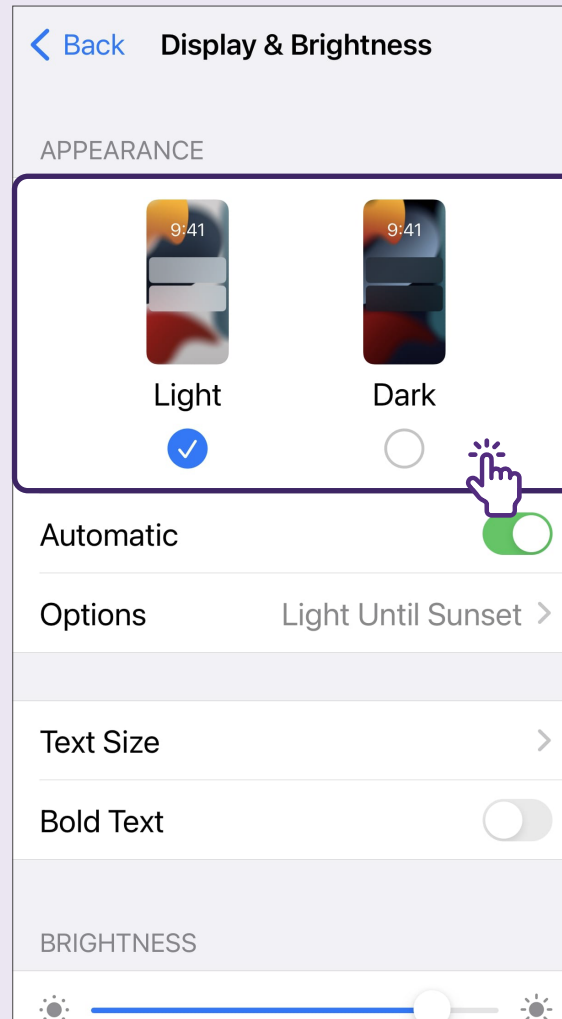 Back Display & Brightness
APPEARANCE
9:41 9:41
Light Dark
Automatic
Options Light Until Sunset
Text Size
Bold Text
BRIGHTNESS